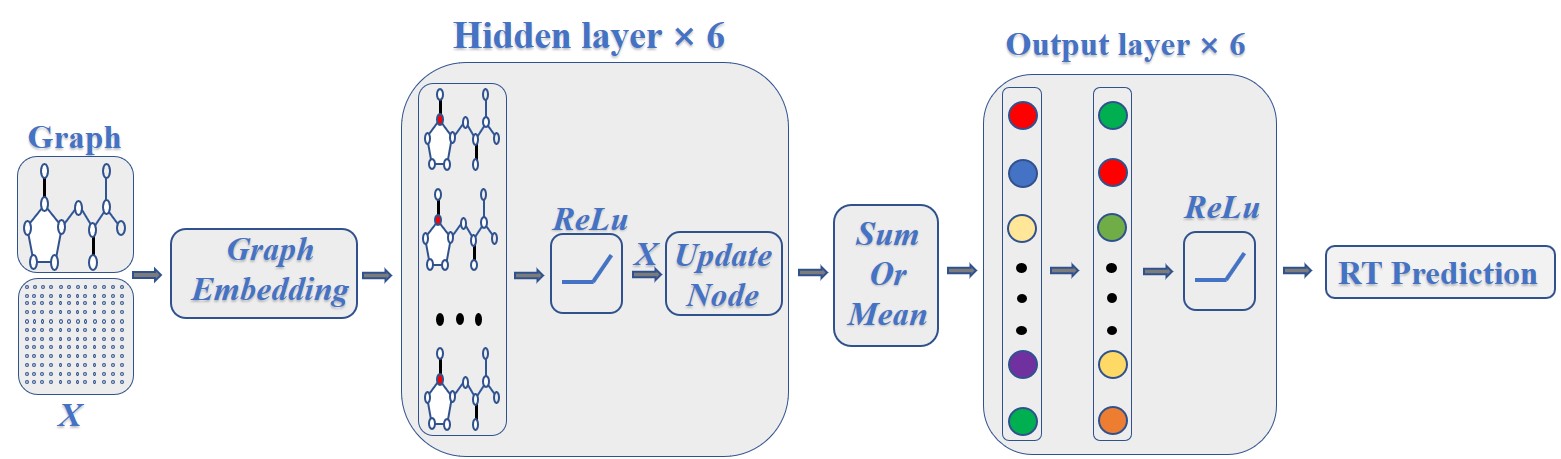 Graph
X
Graph
Embedding
Hidden layer × 6
ReLu
X
Update
Node
Sum
Or
Mean
Output layer × 6
ReLu
RT Prediction